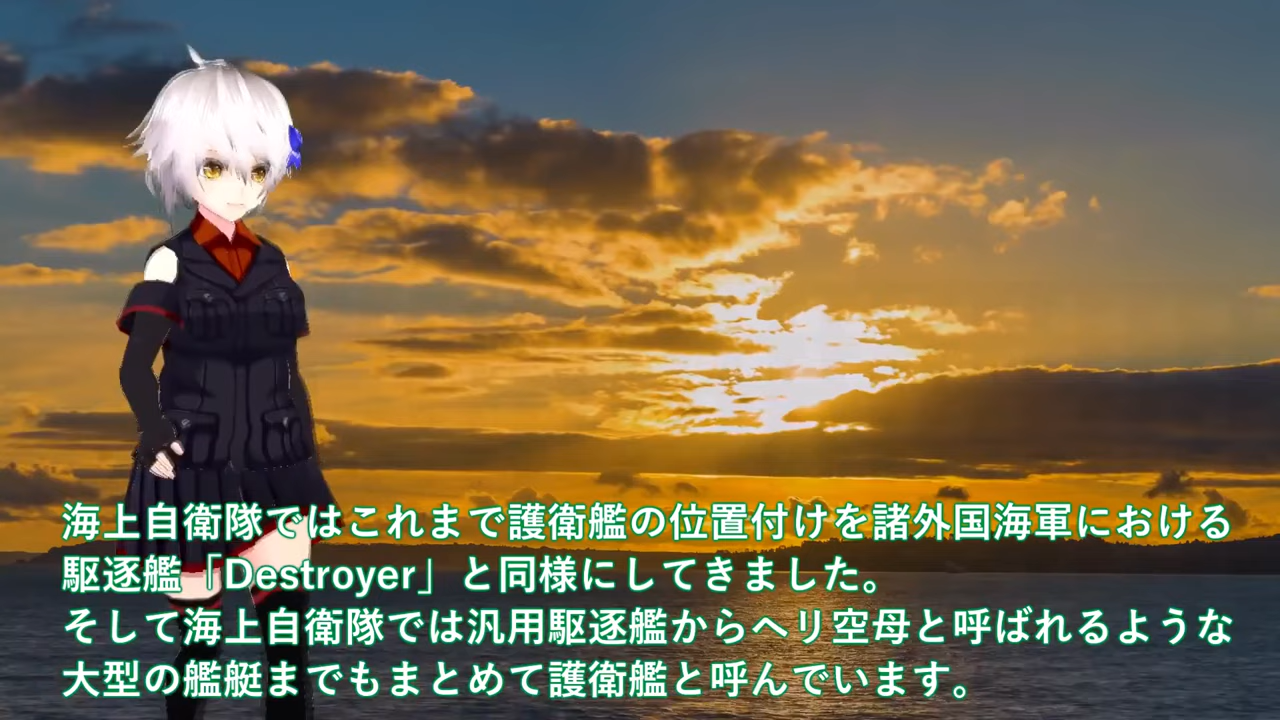 海上自衛隊ではこれまで護衛艦の位置付けを諸外国海軍における
駆逐艦「Destroyer」と同様にしてきました。
そして海上自衛隊では汎用駆逐艦からヘリ空母と呼ばれるような
大型の艦艇までもまとめて護衛艦と呼んでいます。